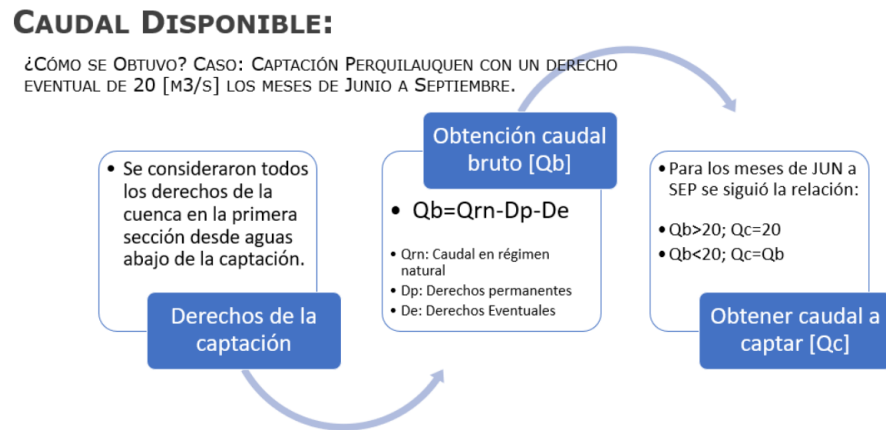 CAUDAL DISPONIBLE:
¿CÓMO SE OBTUVO? CASO: CAPTACIÓN PERQUILAUQUEN CON UN DERECHO
EVENTUAL DE 20 [M3/S] LOS MESES DE JUNIO A SEPTIEMBRE.
• Se consideraron todos
los derechos de la
cuenca en la primera
sección desde aguas
abajo de la captación.
Derechos de la
captación
Obtención caudal
bruto [Qb]
• Qb=Qrn-Dp-De
• Qrn: Caudal en régimen
natural
• Dp: Derechos permanentes
• De: Derechos Eventuales
• Para los meses de JUN a
SEP se siguió la relación:
• Qb>20; Qc=20
• Qb<20; Qc=Qb
Obtener caudal a
captar [Qc]